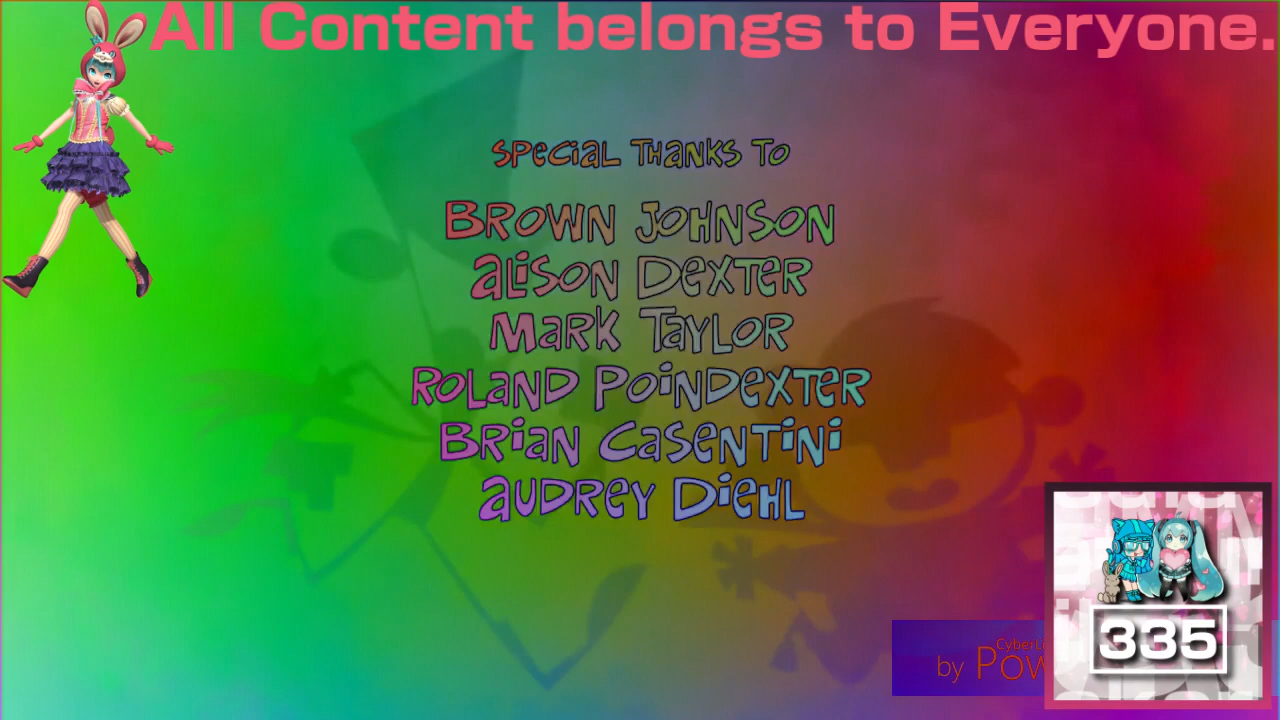 All Content belongs to Everyone.
SPECIAL THANKS TO
BROWN JOHNSON
ALISON DEXTER
MARK TAYLOR
ROLAND POINDEXTER
BRIAN CASENTINI
AUDREY DIEHL
335
by